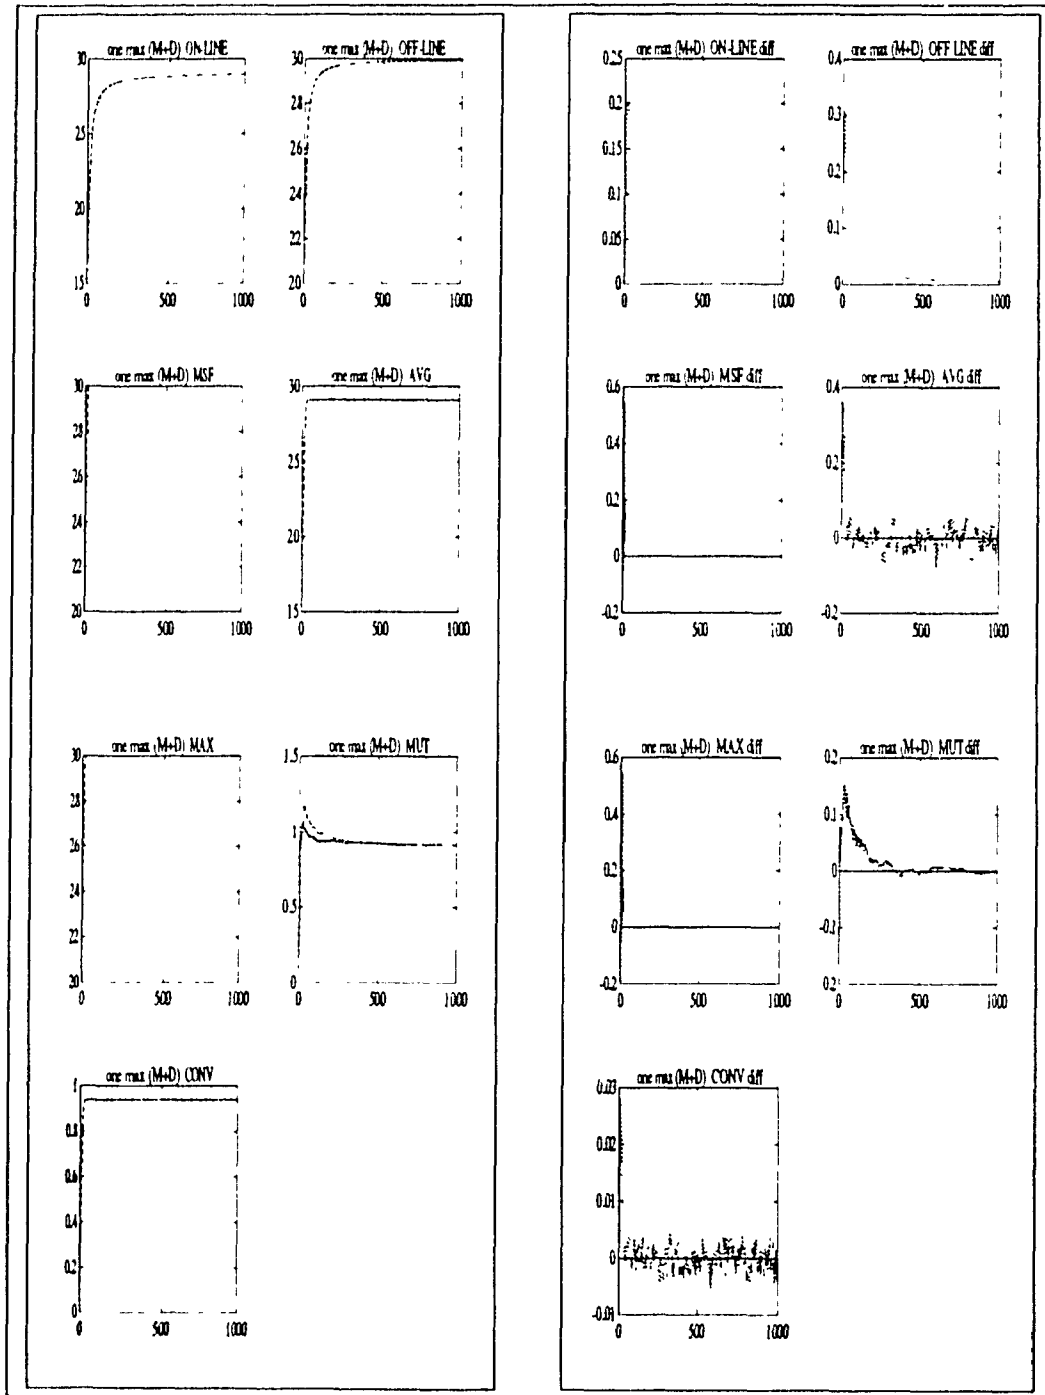 one max (M+D) ON-LINE
30
25
20
15
0 500 1000
one max (M+D) OFF-LINE
30
28
26
24
22
20
0 500 1000
one max (M+D) MSF
30
28
26
24
22
20
0 500 1000
one max (M+D) AVG
30
25
20
15
0 500 1000
one max (M+D) MAX
30
28
26
24
22
20
0 500 1000
one max (M+D) MUT
1.5
1
0.5
0
0 500 1000
one max (M+D) CONV
1
0.8
0.6
0.4
0.2
0
0 500 1000
one max (M+D) ON-LINE diff
0.25
0.2
0.15
0.1
0.05
0
0 500 1000
one max (M+D) OFF LINE diff
0.4
0.3
0.2
0.1
0
0 500 1000
one max (M+D) MSF diff
0.6
0.4
0.2
0
-0.2
0 500 1000
one max (M+D) AVG diff
0.4
0.2
0
-0.2
0 500 1000
one max (M+D) MAX diff
0.6
0.4
0.2
0
-0.2
0 500 1000
one max (M+D) MUT diff
0.2
0.1
0
-0.1
0.2
0 500 1000
one max (M+D) CONV diff
0.03
0.02
0.01
0
-0.01
0 500 1000